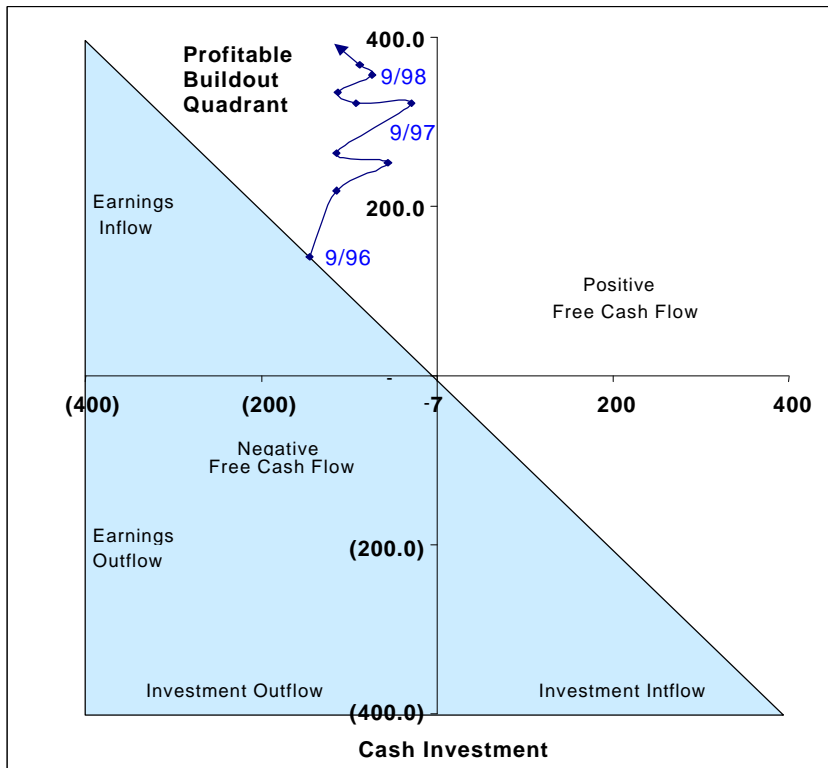 Profitable
Buildout
Quadrant
400.0
9/98
9/97
Earnings
Inflow
200.0
9/96
Positive
Free Cash Flow
-
(400)
(200)
-7
200
400
Negative
Free Cash Flow
Earnings
Outflow
(200.0)
Investment Outflow
Investment Intflow
(400.0)
Cash Investment